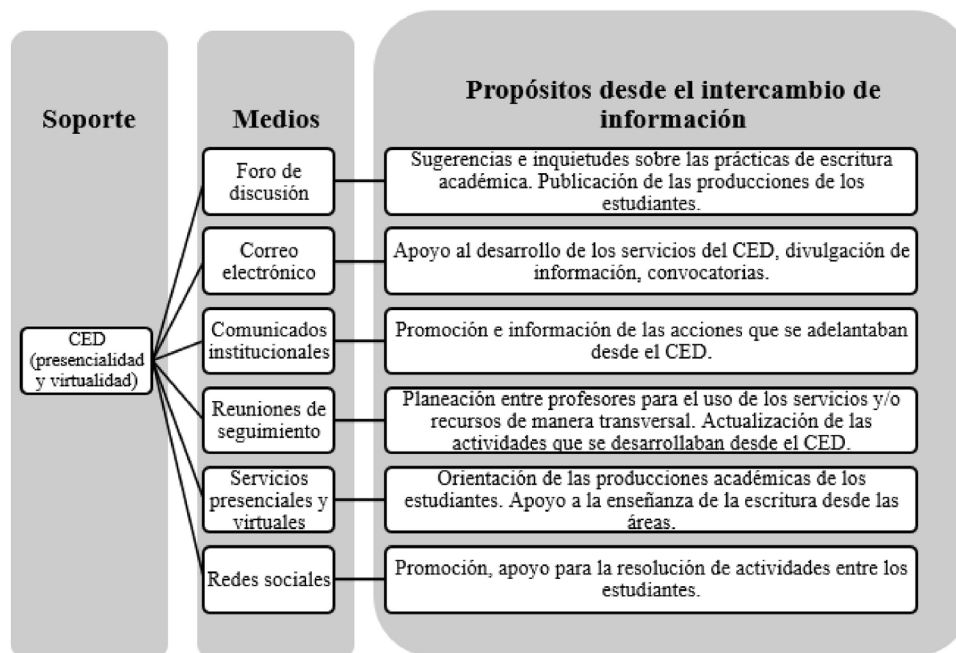 Soporte
Medios
Propósitos desde el intercambio de
información
CED
(presencialidad
y virtualidad)
Foro de
discusión
Sugerencias e inquietudes sobre las prácticas de escritura
académica. Publicación de las producciones de los
estudiantes.
Correo
electrónico
Apoyo al desarrollo de los servicios del CED, divulgación de
información, convocatorias.
Comunicados
institucionales
Promoción e información de las acciones que se adelantaban
desde el CED.
Reuniones de
seguimiento
Planeación entre profesores para el uso de los servicios y/o
recursos de manera transversal. Actualización de las
actividades que se desarrollaban desde el CED.
Servicios
presenciales y
virtuales
Orientación de las producciones académicas de los
estudiantes. Apoyo a la enseñanza de la escritura desde las
áreas.
Redes sociales
Promoción, apoyo para la resolución de actividades entre los
estudiantes.